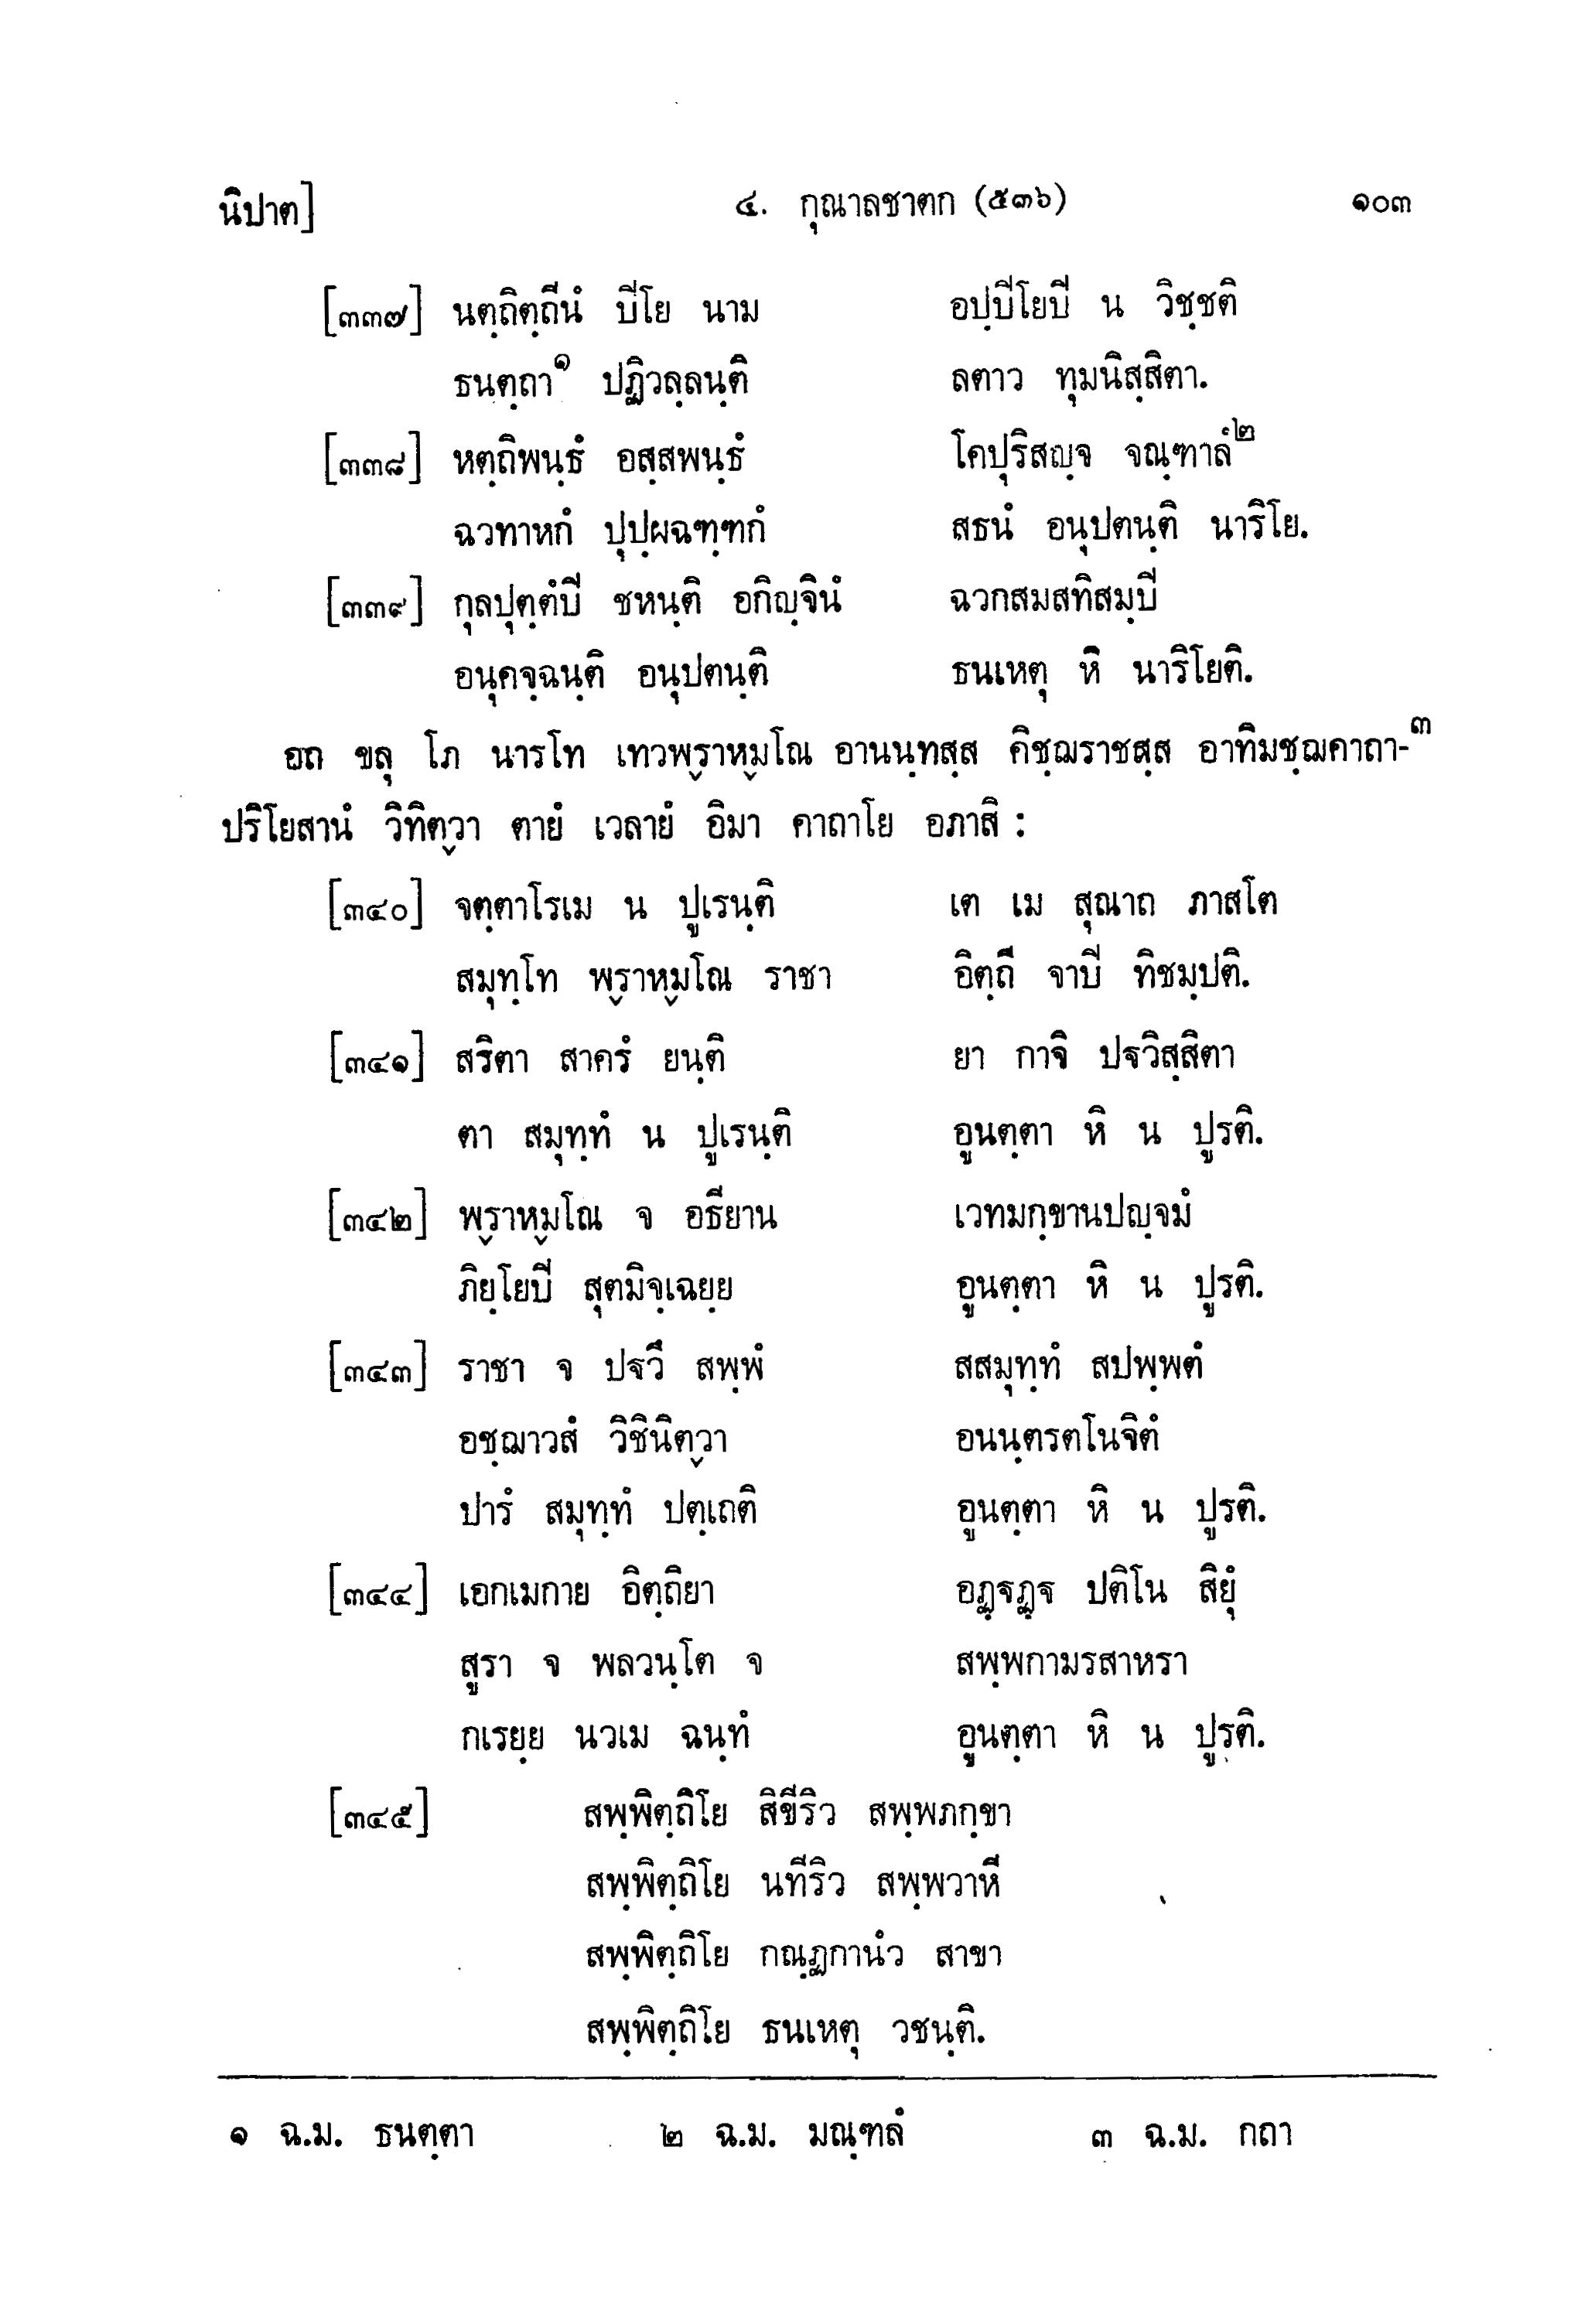 นิปาต] ๔. กุณาลชาตก (๕๓๖) ๑๐๓
[๓๓๗] นตฺถิตฺถีนํ ปิโย นาม อปฺปิโยปิ น วิชฺชติ
ธนตฺถา๑ ปฏิวลฺลนฺติ ลตาว ทุมนิสฺสิตา.
[๓๓๘] หตฺถิพนฺธํ อสฺสพนฺธํ โคปุริสญฺจ จณฺฑาลํ๒
ฉวทาหกํ ปุปฺผฉฑฺฑกํ สธนํ อนุปตนฺติ นาริโย.
[๓๓๙] กุลปุตฺตํปิ ชหนฺติ อกิญฺจินํ ฉวกสมสทิสมฺปิ
อนุคจฺฉนฺติ อนุปตนฺติ ธนเหตุ หิ นาริโยติ.
อถ ขลุ โภ นารโท เทวพฺราหฺมโณ อานนฺทสฺส คิชฺฌราชสฺส อาทิมชฺฌคาถา-๓
ปริโยสานํ วิทิตฺวา ตายํ เวลายํ อิมา คาถาโย อภาสิ :
[๓๔๐] จตฺตาโรเม น ปูเรนฺติ เต เม สุณาถ ภาสโต
สมุทฺโท พฺราหฺมโณ ราชา อิตฺถี จาปิ ทิชมฺปติ.
[๓๔๑] สริตา สาครํ ยนฺติ ยา กาจิ ปฐวิสฺสิตา
ตา สมุทฺทํ น ปูเรนฺติ อูนตฺตา หิ น ปูรติ.
[๓๔๒] พฺราหฺมโณ จ อธียาน เวทมกฺขานปญฺจมํ
ภิยฺโยปิ สุตมิจฺเฉยฺย อูนตฺตา หิ น ปูรติ.
[๓๔๓] ราชา จ ปฐวึ สพฺพํ สสมุทฺทํ สปพฺพตํ
อชฺฌาวสํ วิชินิตฺวา อนนฺตรตโนจิตํ
ปารํ สมุทฺทํ ปตฺเถติ อูนตฺตา หิ น ปูรติ.
[๓๔๔] เอกเมกาย อิตฺถิยา อฏฺฐฏฺฐ ปติโน สิยุํ
สูรา จ พลวนฺโต จ สพฺพกามรสาหรา
กเรยฺย นวเม ฉนฺทํ อูนตฺตา หิ น ปูรติ.
[๓๔๕] สพฺพิตฺถิโย สิขีริว สพฺพภกฺขา
สพฺพิตฺถิโย นทีริว สพฺพวาหี
สพฺพิตฺถิโย กณฺฏกานํว สาขา
สพฺพิตฺถิโย ธนเหตุ วชนฺติ.
๑ ฉ.ม. ธนตฺตา ๒ ฉ.ม. มณฺฑลํ ๓ ฉ.ม. กถา